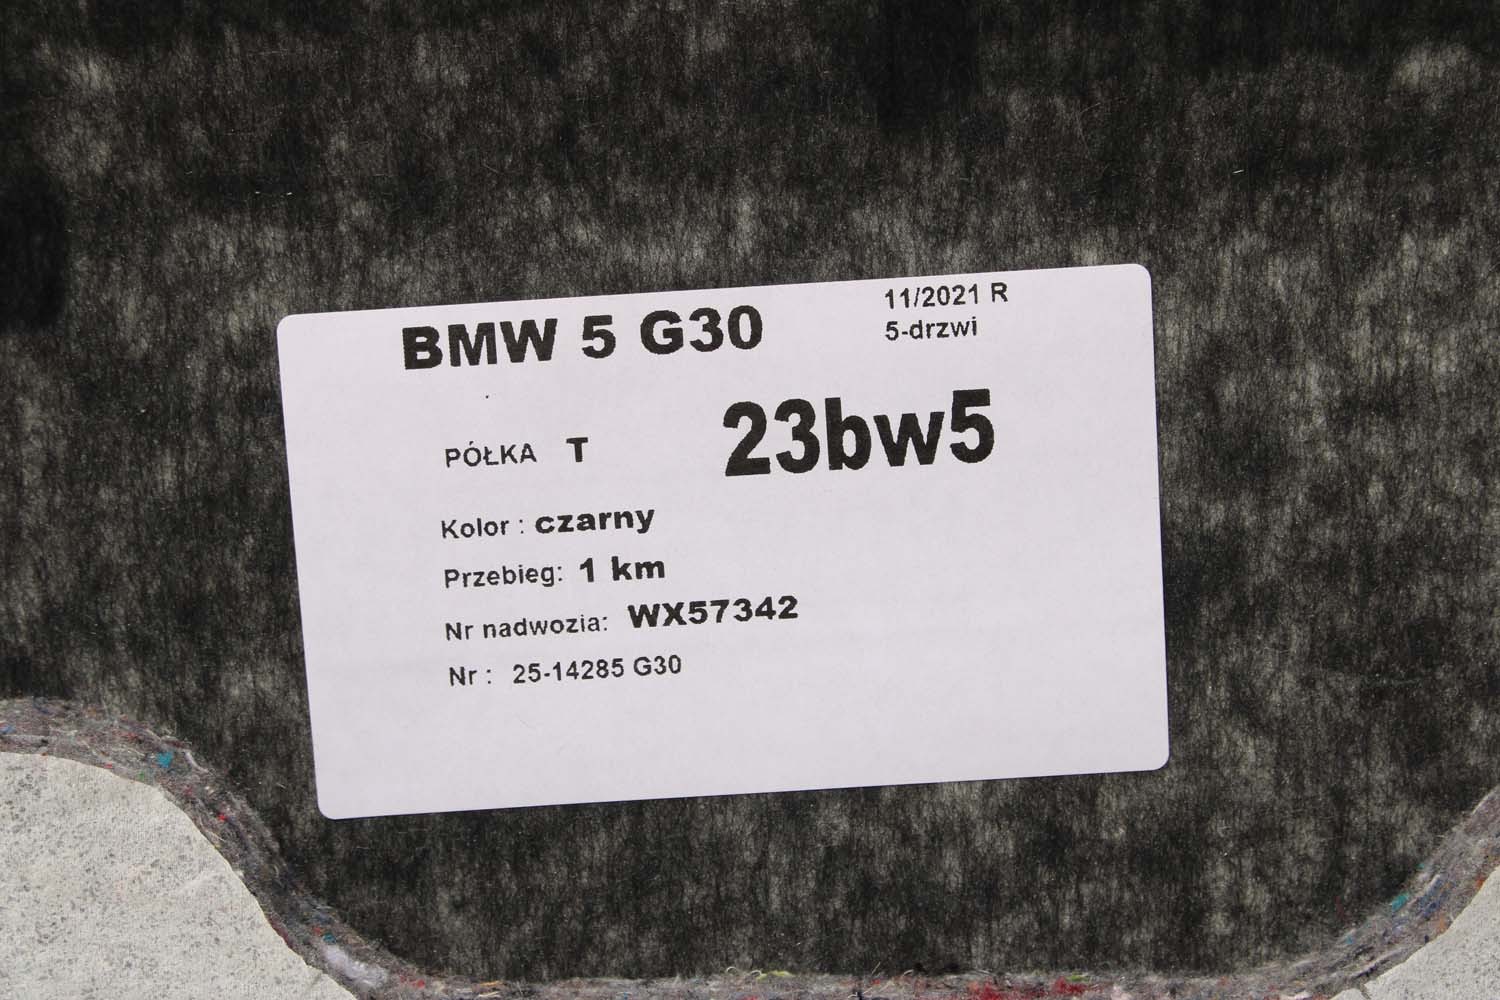 BMW 5 G30
11/2021 R
5-drzwi
23bw5
PÓŁKA T
Kolor : czarny
Przebieg: 1 km
Nr nadwozia: WX57342
Nr : 25-14285 G30